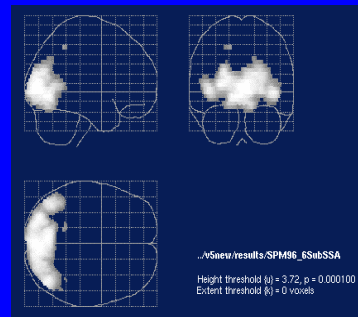 ../v5new/results/SPM96_6SubSSA
Height threshold (u) = 3.72, p = 0.000100
Extent threshold (k) = 0 voxels